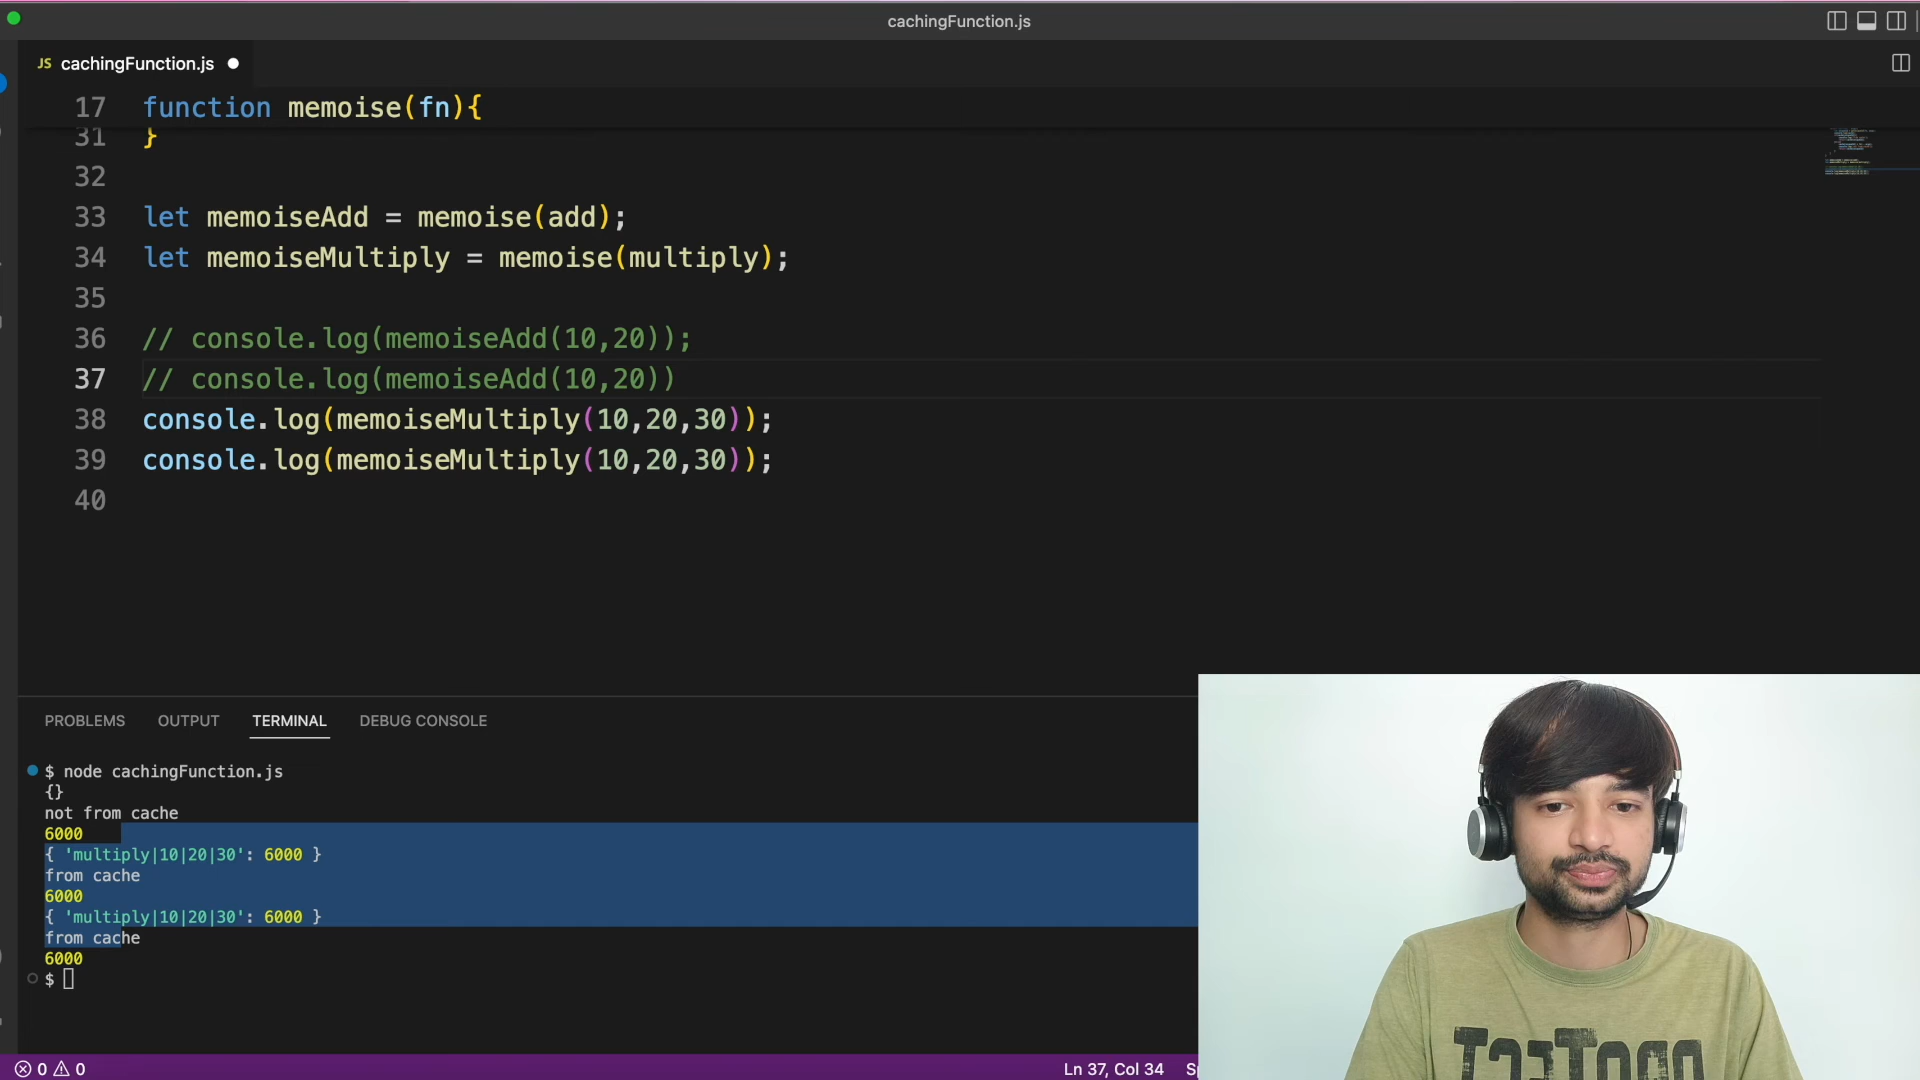 cachingFunction.js
JS cachingFunction.js
17 function memoise(fn){
31 }
32
33 let memoiseAdd = memoise(add);
34 let memoiseMultiply = memoise(multiply);
35
36 // console.log(memoiseAdd(10,20));
37 // console.log(memoiseAdd(10,20))
38 console.log(memoiseMultiply(10,20,30));
39 console.log(memoiseMultiply(10,20,30));
40
PROBLEMS OUTPUT TERMINAL DEBUG CONSOLE
$ node cachingFunction.js
{}
not from cache
6000
{ 'multiply|10|20|30': 6000 }
from cache
6000
{ 'multiply|10|20|30': 6000 }
from cache
6000
$
0 0 Ln 37, Col 34